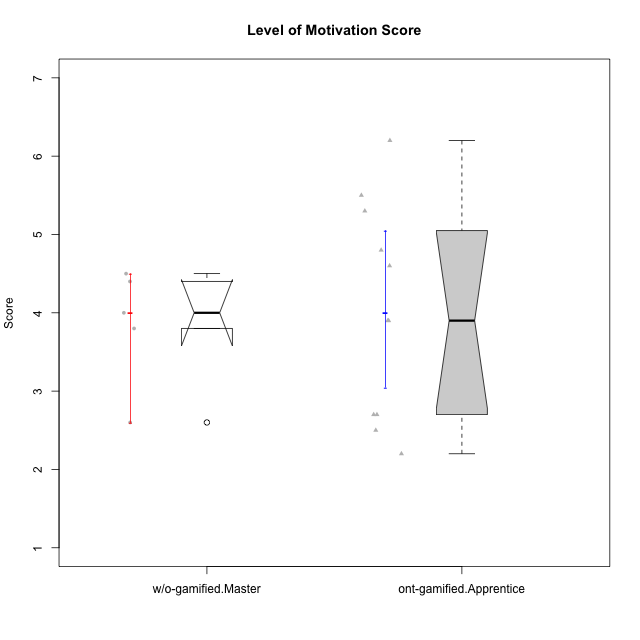 Level of Motivation Score
7
6
5
4
3
2
1
Score
w/o-gamified.Master
ont-gamified.Apprentice